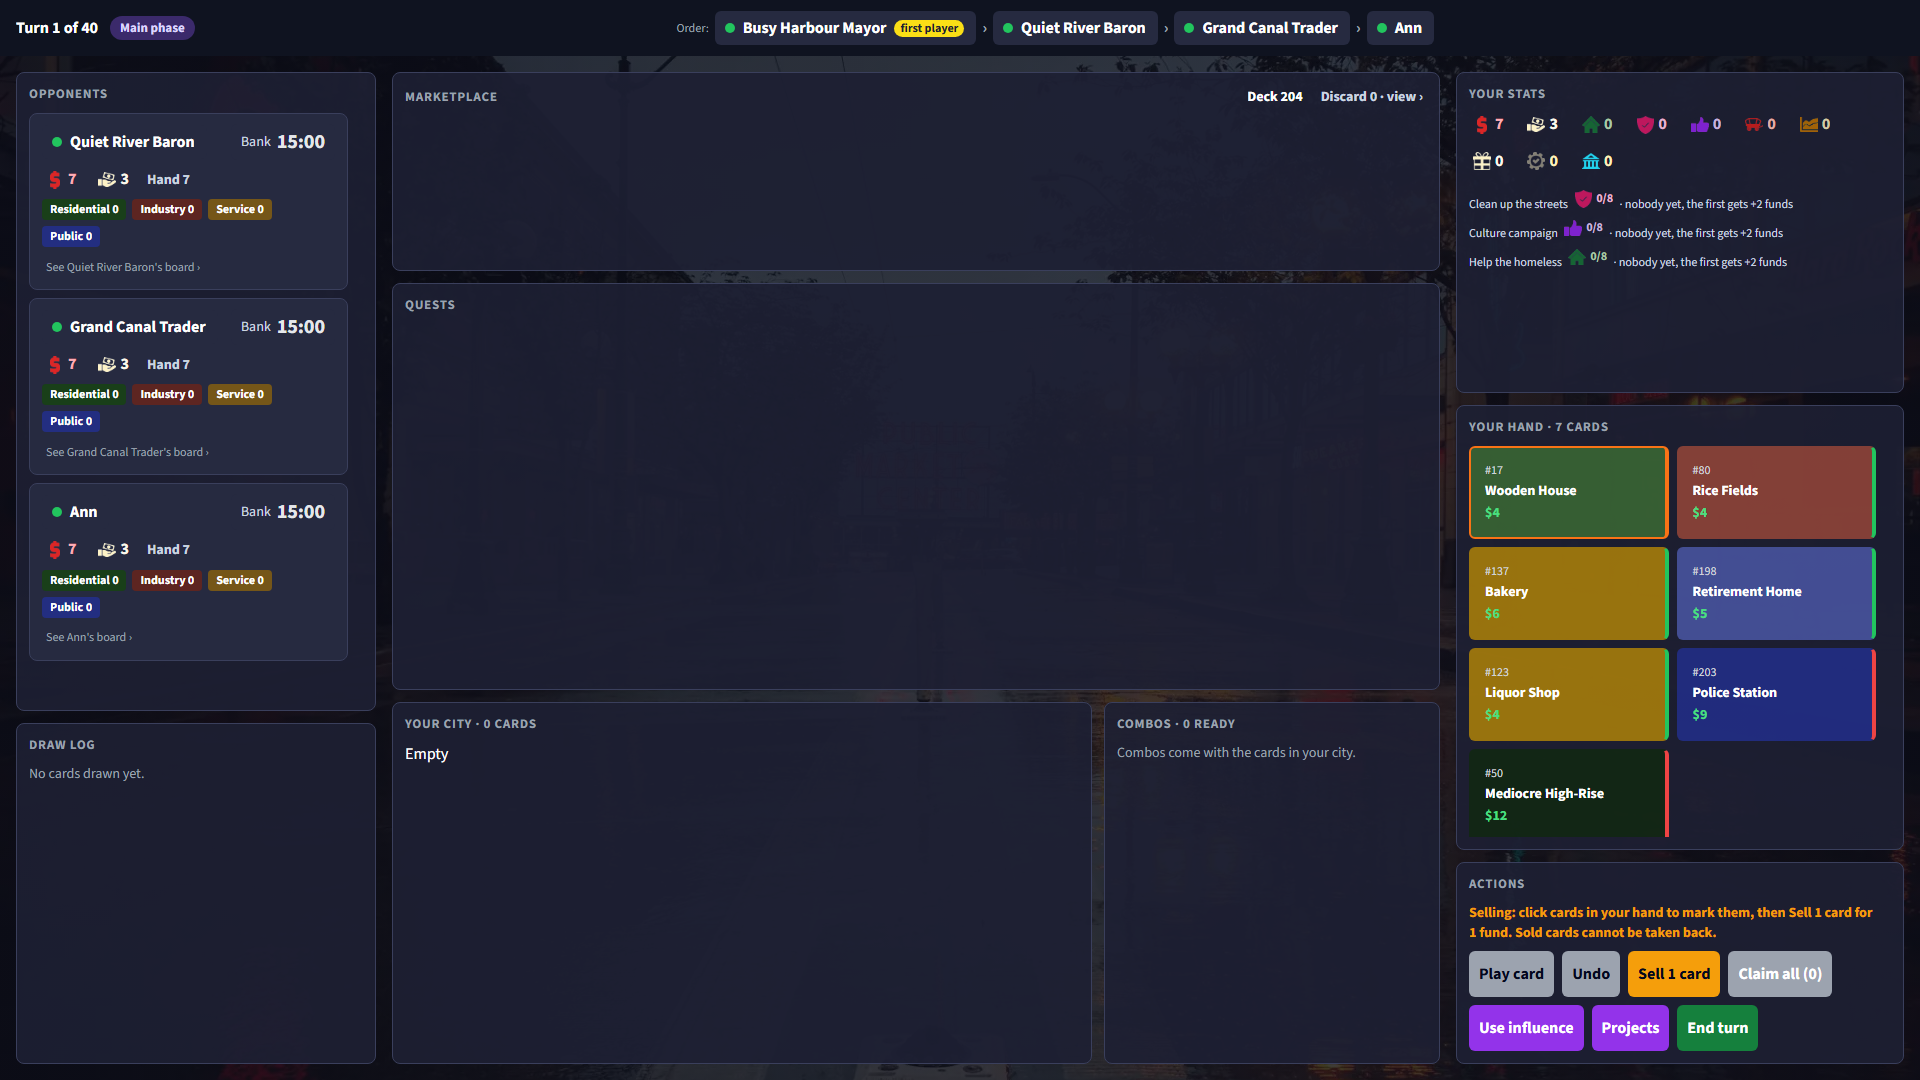 Turn 1 of 40 Main phase
Order: Busy Harbour Mayor first player › Quiet River Baron › Grand Canal Trader › Ann
OPPONENTS
Quiet River Baron Bank 15:00
7 3 Hand 7
Residential 0 Industry 0 Service 0
Public 0
See Quiet River Baron's board ›
Grand Canal Trader Bank 15:00
7 3 Hand 7
Residential 0 Industry 0 Service 0
Public 0
See Grand Canal Trader's board ›
Ann Bank 15:00
7 3 Hand 7
Residential 0 Industry 0 Service 0
Public 0
See Ann's board ›
DRAW LOG
No cards drawn yet.
MARKETPLACE Deck 204 Discard 0 · view ›
QUESTS
YOUR CITY · 0 CARDS
Empty
COMBOS · 0 READY
Combos come with the cards in your city.
YOUR STATS
7 3 0 0 0 0 0
0 0 0
Clean up the streets 0/8 · nobody yet, the first gets +2 funds
Culture campaign 0/8 · nobody yet, the first gets +2 funds
Help the homeless 0/8 · nobody yet, the first gets +2 funds
YOUR HAND · 7 CARDS
#17
Wooden House
$4
#80
Rice Fields
$4
#137
Bakery
$6
#198
Retirement Home
$5
#123
Liquor Shop
$4
#203
Police Station
$9
#50
Mediocre High-Rise
$12
ACTIONS
Selling: click cards in your hand to mark them, then Sell 1 card for
1 fund. Sold cards cannot be taken back.
Play card Undo Sell 1 card Claim all (0)
Use influence Projects End turn